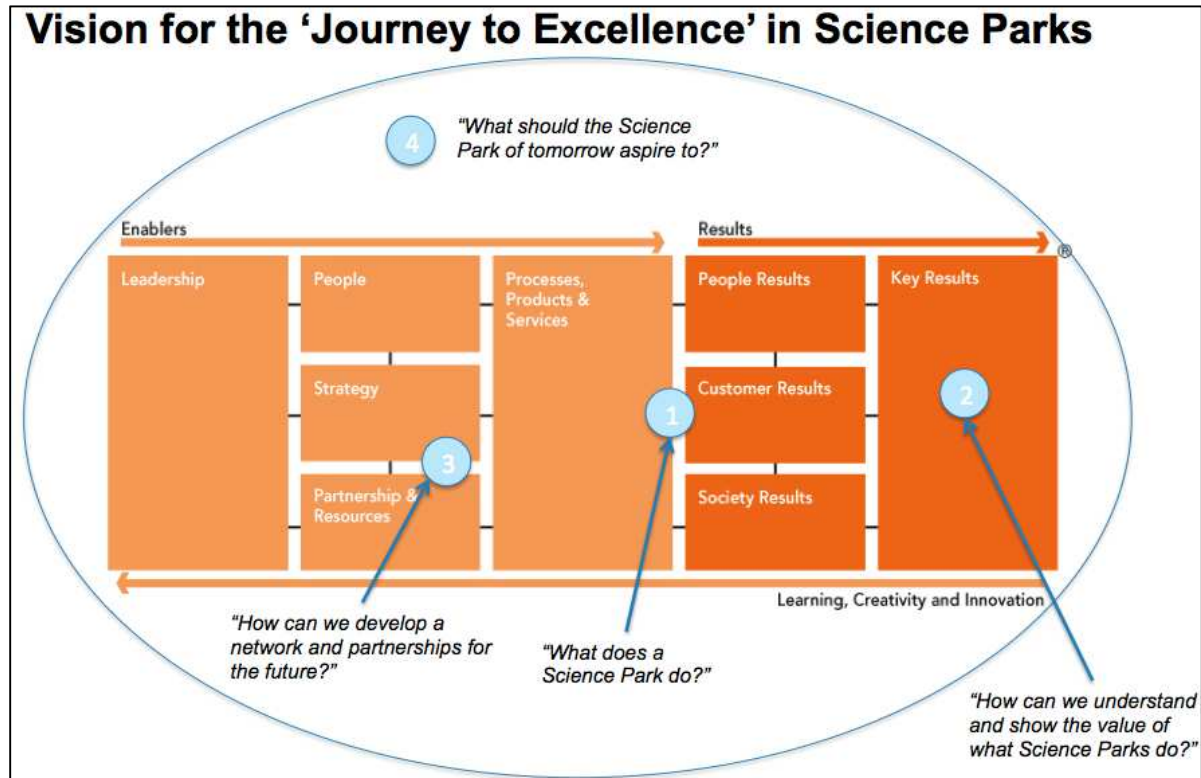 Vision for the ‘Journey to Excellence’ in Science Parks
4
“What should the Science
Park of tomorrow aspire to?”
Enablers
Results
®
Leadership
People
Processes,
Products &
Services
People Results
Key Results
Strategy
Customer Results
1
2
3
Partnership &
Resources
Society Results
Learning, Creativity and Innovation
“How can we develop a
network and partnerships for
the future?”
“What does a
Science Park do?”
“How can we understand
and show the value of
what Science Parks do?”